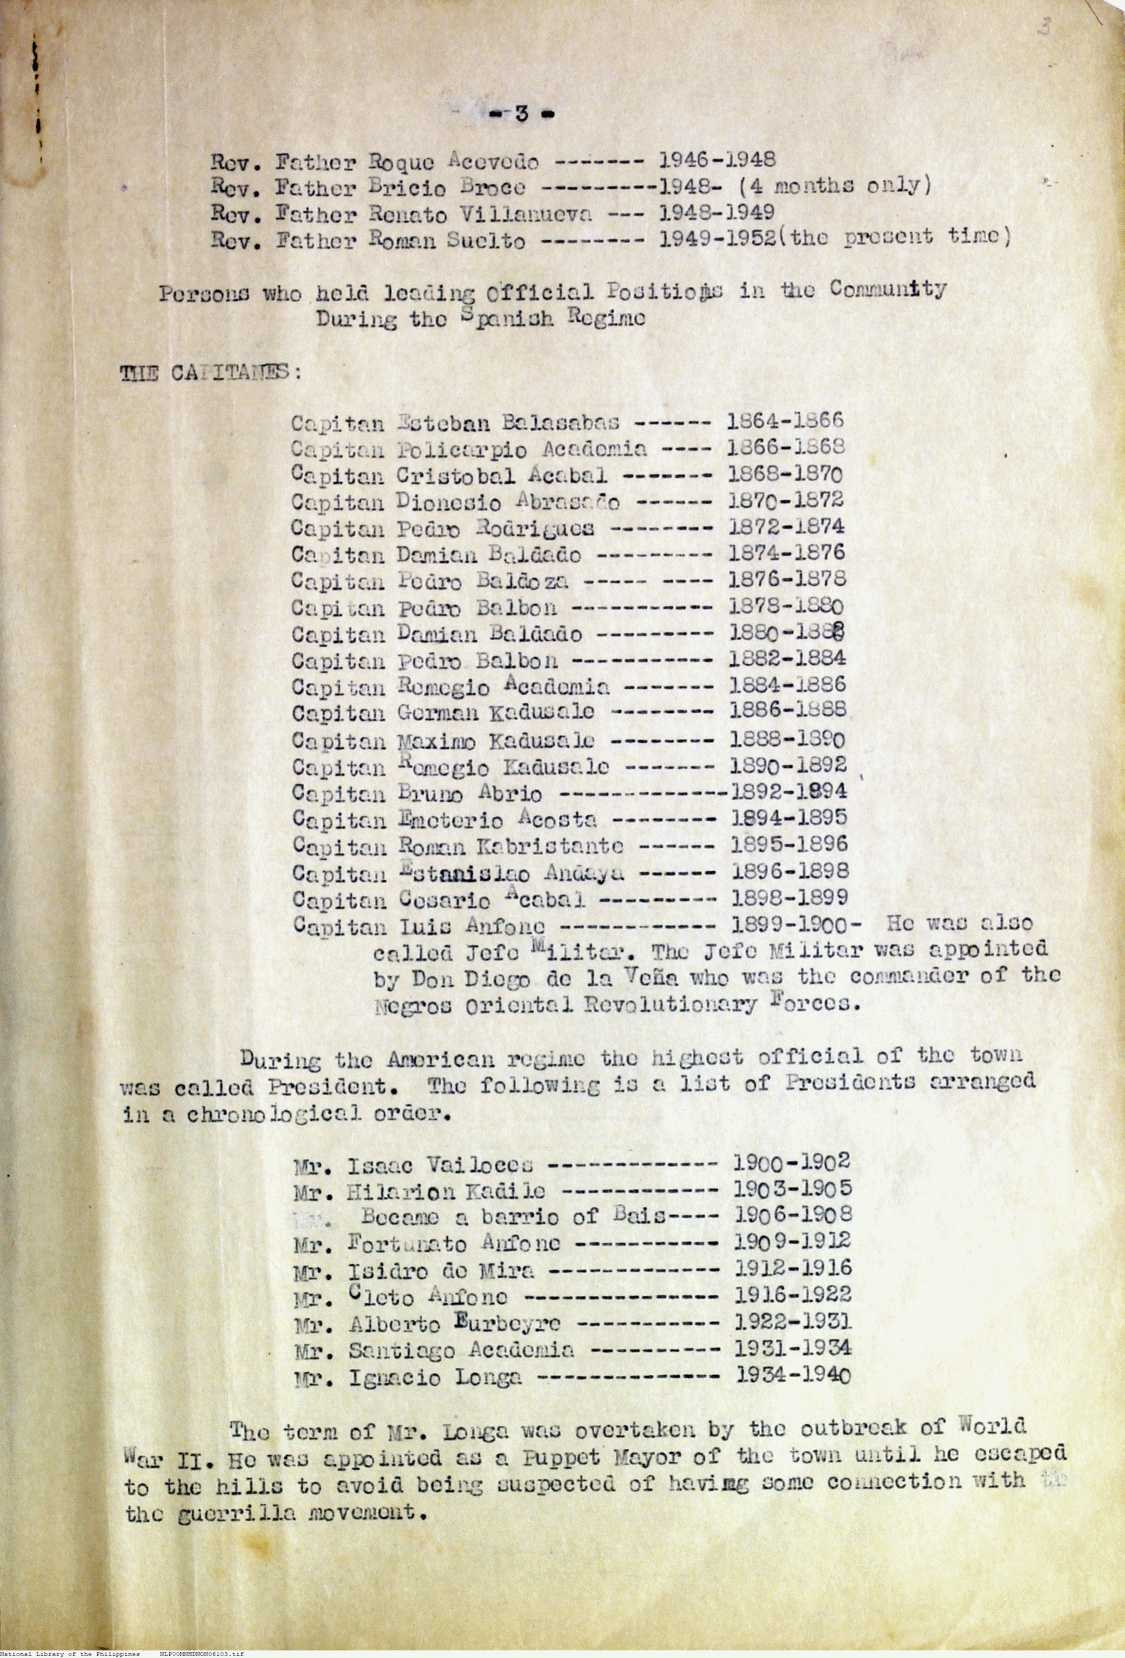 3
- 3 -
Rev. Father Roque Acevedo ------- 1946-1948
Rev. Father Bricio Broce ---------1948- (4 months only)
Rev. Father Renato Villanueva --- 1948-1949
Rev. Father Roman Suelto -------- 1949-1952(the present time)
Persons who held leading Official Positions in the Community
During the Spanish Regime
THE CAPITANES:
Capitan Esteban Balasabas ------ 1864-1866
Capitan Policarpio Academia ---- 1866-1868
Capitan Cristobal Acabal ------- 1868-1870
Capitan Dionesio Abrasado ------ 1870-1872
Capitan Pedro Rodrigues -------- 1872-1874
Capitan Damian Baldado --------- 1874-1876
Capitan Pedro Baldoza ----- ---- 1876-1878
Capitan Pedro Balbon ----------- 1878-1880
Capitan Damian Baldado --------- 1880-188
Capitan Pedro Balbon ----------- 1882-1884
Capitan Remegio Academia ------- 1884-1886
Capitan German Kadusale -------- 1886-1888
Capitan Maximo Kadusale -------- 1888-1890
Capitan Remegio Kadusale ------- 1890-1892
Capitan Bruno Abrio -------------1892-1894
Capitan Emeterio Acosta -------- 1894-1895
Capitan Roman Kabristante ------ 1895-1896
Capitan Estanislao Andaya ------ 1896-1898
Capitan Cesario Acabal --------- 1898-1899
Capitan Luis Anfone ------------ 1899-1900- He was also
called Jefe Militar. The Jefe Militar was appointed
by Don Diego de la Veña who was the commander of the
Negros Oriental Revolutionary Forces.
During the American regime the highest official of the town
was called President. The following is a list of Presidents arranged
in a chronological order.
Mr. Isaac Vailoces ------------- 1900-1902
Mr. Hilarion Kadile ------------ 1903-1905
Became a barrio of Bais---- 1906-1908
Mr. Fortunato Anfone ----------- 1909-1912
Mr. Isidro de Mira ------------- 1912-1916
Mr. Cleto Anfone --------------- 1916-1922
Mr. Alberto Eurbeyre ----------- 1922-1931
Mr. Santiago Academia ---------- 1931-1934
Mr. Ignacio Longa -------------- 1934-1940
The term of Mr. Longa was overtaken by the outbreak of World
War II. He was appointed as a Puppet Mayor of the town until he escaped
to the hills to avoid being suspected of having some connection with
the guerrilla movement.
National Library of the Philippines